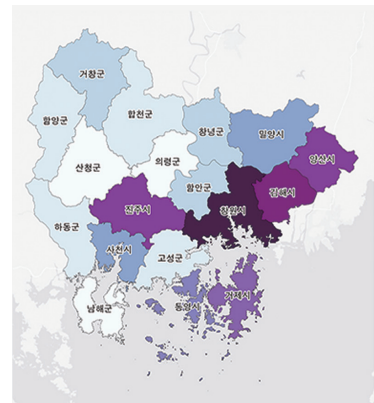 거창군
함양군
합천군
창녕군
밀양시
산청군
의령군
양산시
함안군
김해시
진주시
창원시
하동군
사천시
고성군
통영시
거제시
남해군